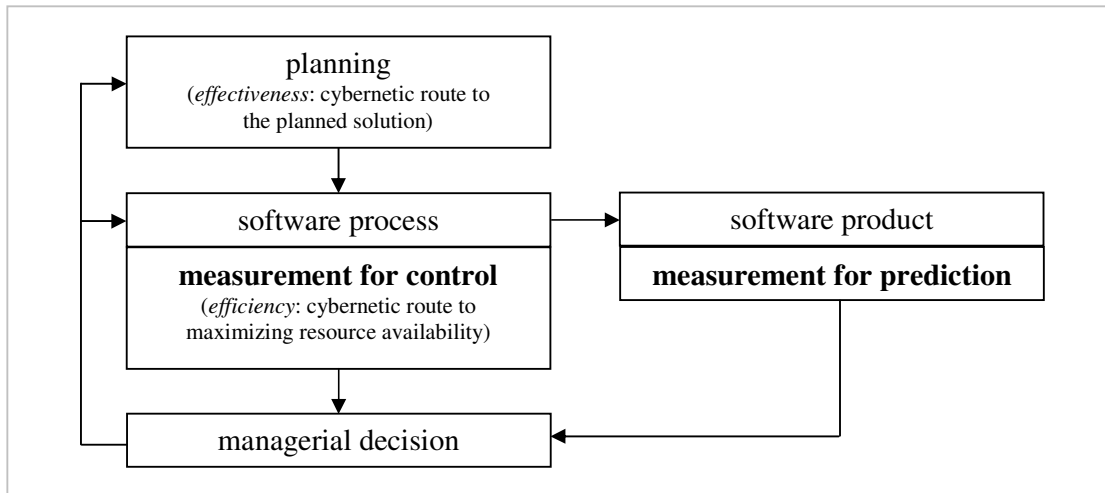 planning
(effectiveness: cybernetic route to
the planned solution)
software process
measurement for control
(efficiency: cybernetic route to
maximizing resource availability)
software product
measurement for prediction
managerial decision